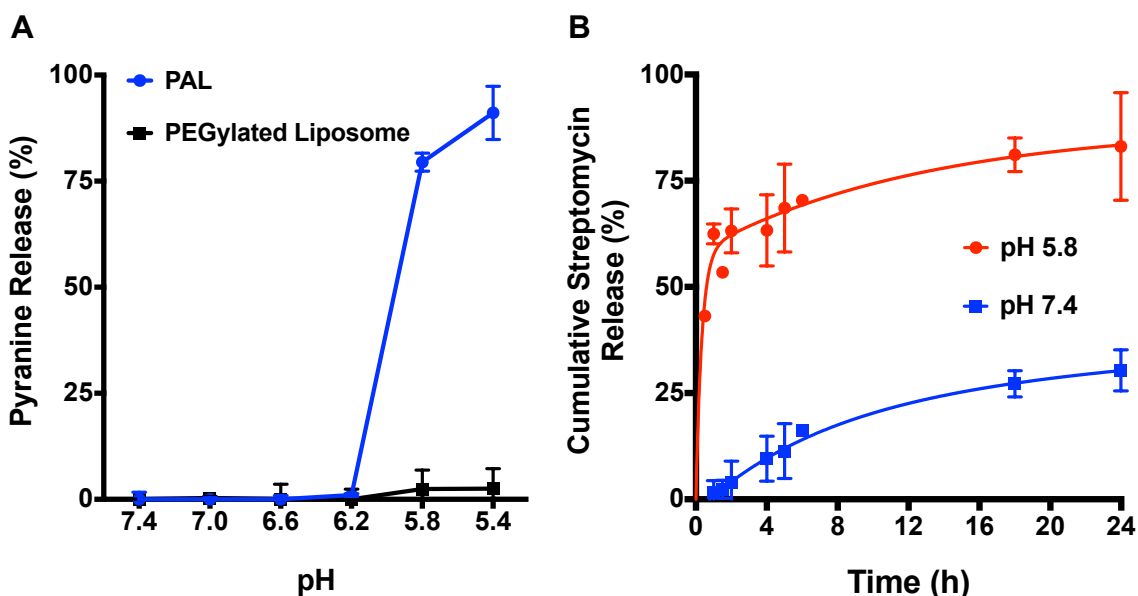 A
Pyranine Release (%)
100
75
50
25
0
PAL
PEGylated Liposome
7.4 7.0 6.6 6.2 5.8 5.4
pH
B
Cumulative Streptomycin
Release (%)
100
75
50
25
0
pH 5.8
pH 7.4
0 4 8 12 16 20 24
Time (h)